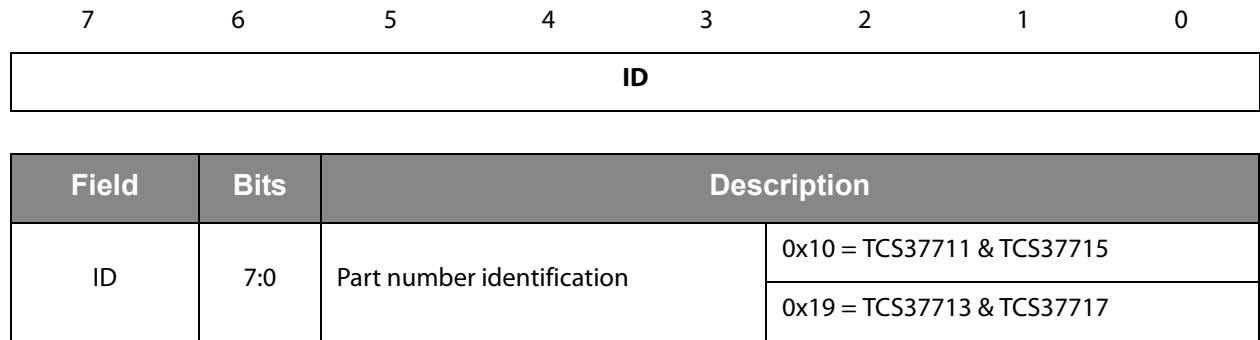 7 6 5 4 3 2 1 0
ID
Field Bits Description
ID 7:0 Part number identification 0x10 = TCS37711 & TCS37715
0x19 = TCS37713 & TCS37717